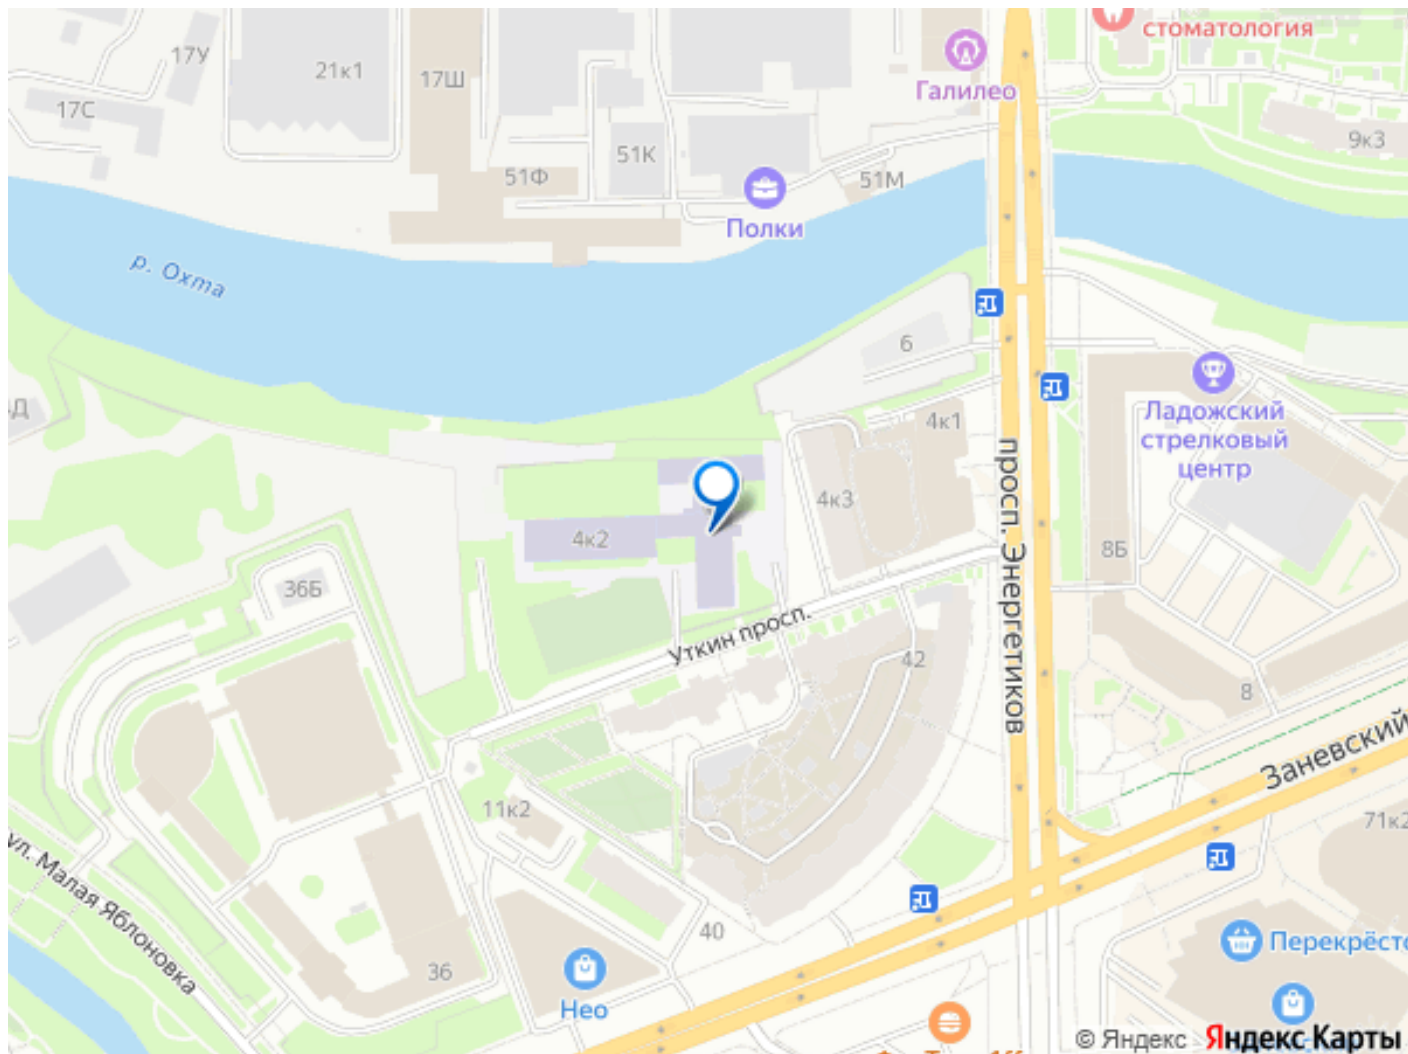 стоматология
17У
21к1
17Ш
Галилео
17С
9к3
51К
51Ф
51М
Полки
р. Охта
6
Ладожский
стрелковый
центр
4к1
просп. Энергетиков
4к3
4к2
8Б
36Б
Уткин просп.
42
8
Заневский
11к2
71к2
ул. Малая Яблоновка
40
36
Нео
© Яндекс Яндекс Карты